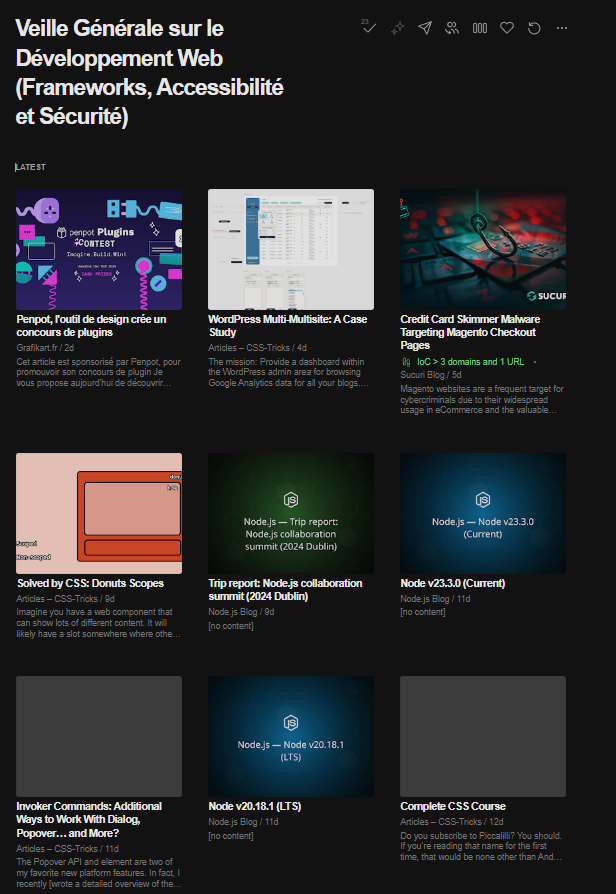 Veille Générale sur le
Développement Web
(Frameworks, Accessibilité
et Sécurité)
23
LATEST
penpot Plugins
CONTEST
Imagine.Build.Win!
CASH PRIZES
Penpot, l'outil de design crée un
concours de plugins
Grafikart.fr / 2d
Cet article est sponsorisé par Penpot, pour
promouvoir son concours de plugin Je
vous propose aujourd'hui de découvrir…
WordPress Multi-Multisite: A Case
Study
Articles – CSS-Tricks / 4d
The mission: Provide a dashboard within
the WordPress admin area for browsing
Google Analytics data for all your blogs.…
SUCUR
Credit Card Skimmer Malware
Targeting Magento Checkout
Pages
IoC > 3 domains and 1 URL •
Sucuri Blog / 5d
Magento websites are a frequent target for
cybercriminals due to their widespread
usage in eCommerce and the valuable…
donu
hole
Scoped
Non-scoped
Solved by CSS: Donuts Scopes
Articles – CSS-Tricks / 9d
Imagine you have a web component that
can show lots of different content. It will
likely have a slot somewhere where othe…
Node.js — Trip report:
Node.js collaboration
summit (2024 Dublin)
Trip report: Node.js collaboration
summit (2024 Dublin)
Node.js Blog / 9d
[no content]
Node.js — Node v23.3.0
(Current)
Node v23.3.0 (Current)
Node.js Blog / 11d
[no content]
Invoker Commands: Additional
Ways to Work With Dialog,
Popover… and More?
Articles – CSS-Tricks / 11d
The Popover API and element are two of
my favorite new platform features. In fact, I
recently [wrote a detailed overview of the…
Node.js — Node v20.18.1
(LTS)
Node v20.18.1 (LTS)
Node.js Blog / 11d
[no content]
Complete CSS Course
Articles – CSS-Tricks / 12d
Do you subscribe to Piccalilli? You should.
If you're reading that name for the first
time, that would be none other than And…